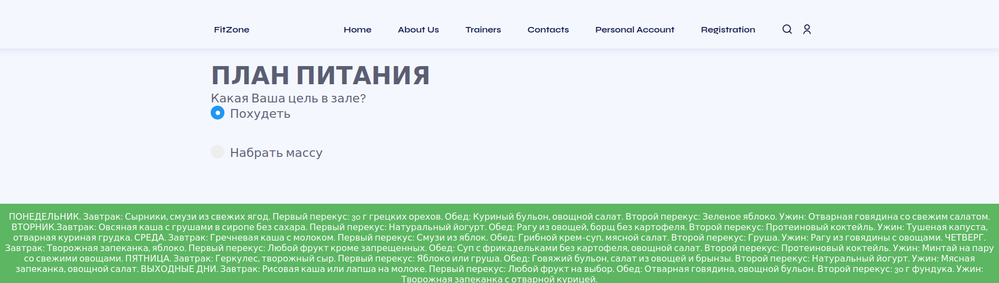 FitZone Home About Us Trainers Contacts Personal Account Registration
ПЛАН ПИТАНИЯ
Какая Ваша цель в зале?
Похудеть
Набрать массу
ПОНЕДЕЛЬНИК. Завтрак: Сырники, смузи из свежих ягод. Первый перекус: 30 г грецких орехов. Обед: Куриный бульон, овощной салат. Второй перекус: Зеленое яблоко. Ужин: Отварная говядина со свежим салатом.
ВТОРНИК.Завтрак: Овсяная каша с грушами в сиропе без сахара. Первый перекус: Натуральный йогурт. Обед: Рагу из овощей, борщ без картофеля. Второй перекус: Протеиновый коктейль. Ужин: Тушеная капуста,
отварная куриная грудка. СРЕДА. Завтрак: Гречневая каша с молоком. Первый перекус: Смузи из яблок. Обед: Грибной крем-суп, мясной салат. Второй перекус: Груша. Ужин: Рагу из говядины с овощами. ЧЕТВЕРГ.
Завтрак: Творожная запеканка, яблоко. Первый перекус: Любой фрукт кроме запрещенных. Обед: Суп с фрикадельками без картофеля, овощной салат. Второй перекус: Протеиновый коктейль. Ужин: Минтай на пару
со свежими овощами. ПЯТНИЦА. Завтрак: Геркулес, творожный сыр. Первый перекус: Яблоко или груша. Обед: Говяжий бульон, салат из овощей и брынзы. Второй перекус: Натуральный йогурт. Ужин: Мясная
запеканка, овощной салат. ВЫХОДНЫЕ ДНИ. Завтрак: Рисовая каша или лапша на молоке. Первый перекус: Любой фрукт на выбор. Обед: Отварная говядина, овощной бульон. Второй перекус: 30 г фундука. Ужин:
Творожная запеканка с отварной курицей.